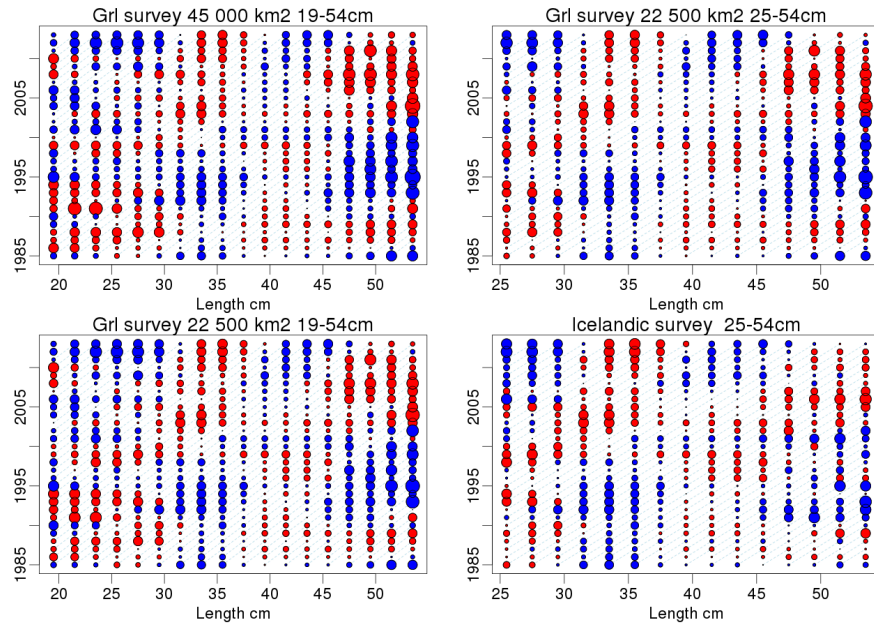 Grl survey 45 000 km2 19-54cm
1985 1995 2005
20 25 30 35 40 45 50
Length cm
Grl survey 22 500 km2 25-54cm
1985 1995 2005
25 30 35 40 45 50
Length cm
Grl survey 22 500 km2 19-54cm
1985 1995 2005
20 25 30 35 40 45 50
Length cm
Icelandic survey  25-54cm
1985 1995 2005
25 30 35 40 45 50
Length cm